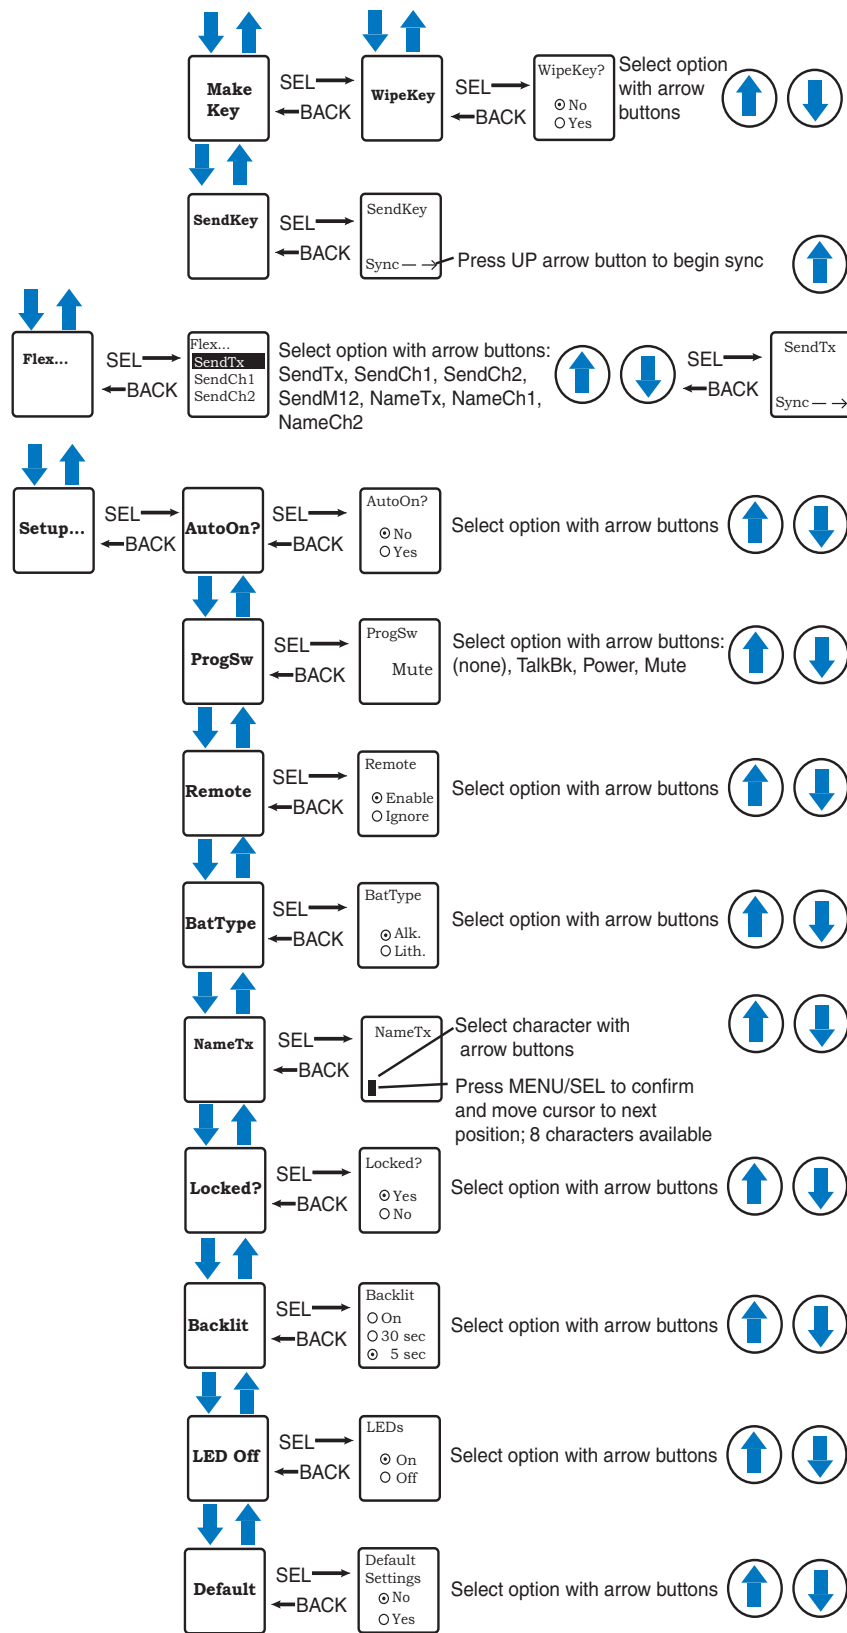 Make
Key
SEL
BACK
WipeKey
SEL
BACK
WipeKey?
No
Yes
Select option
with arrow
buttons
SendKey
SEL
BACK
SendKey
Sync
Press UP arrow button to begin sync
Flex...
SEL
BACK
Flex...
SendTx
SendCh1
SendCh2
Select option with arrow buttons:
SendTx, SendCh1, SendCh2,
SendM12, NameTx, NameCh1,
NameCh2
SEL
BACK
SendTx
Sync
Setup...
SEL
BACK
AutoOn?
SEL
BACK
AutoOn?
No
Yes
Select option with arrow buttons
ProgSw
SEL
BACK
ProgSw
Mute
Select option with arrow buttons:
(none), TalkBk, Power, Mute
Remote
SEL
BACK
Remote
Enable
Ignore
Select option with arrow buttons
BatType
SEL
BACK
BatType
Alk.
Lith.
Select option with arrow buttons
NameTx
SEL
BACK
NameTx
Select character with
arrow buttons
Press MENU/SEL to confirm
and move cursor to next
position; 8 characters available
Locked?
SEL
BACK
Locked?
Yes
No
Select option with arrow buttons
Backlit
SEL
BACK
Backlit
On
30 sec
5 sec
Select option with arrow buttons
LED Off
SEL
BACK
LEDs
On
Off
Select option with arrow buttons
Default
SEL
BACK
Default
Settings
No
Yes
Select option with arrow buttons